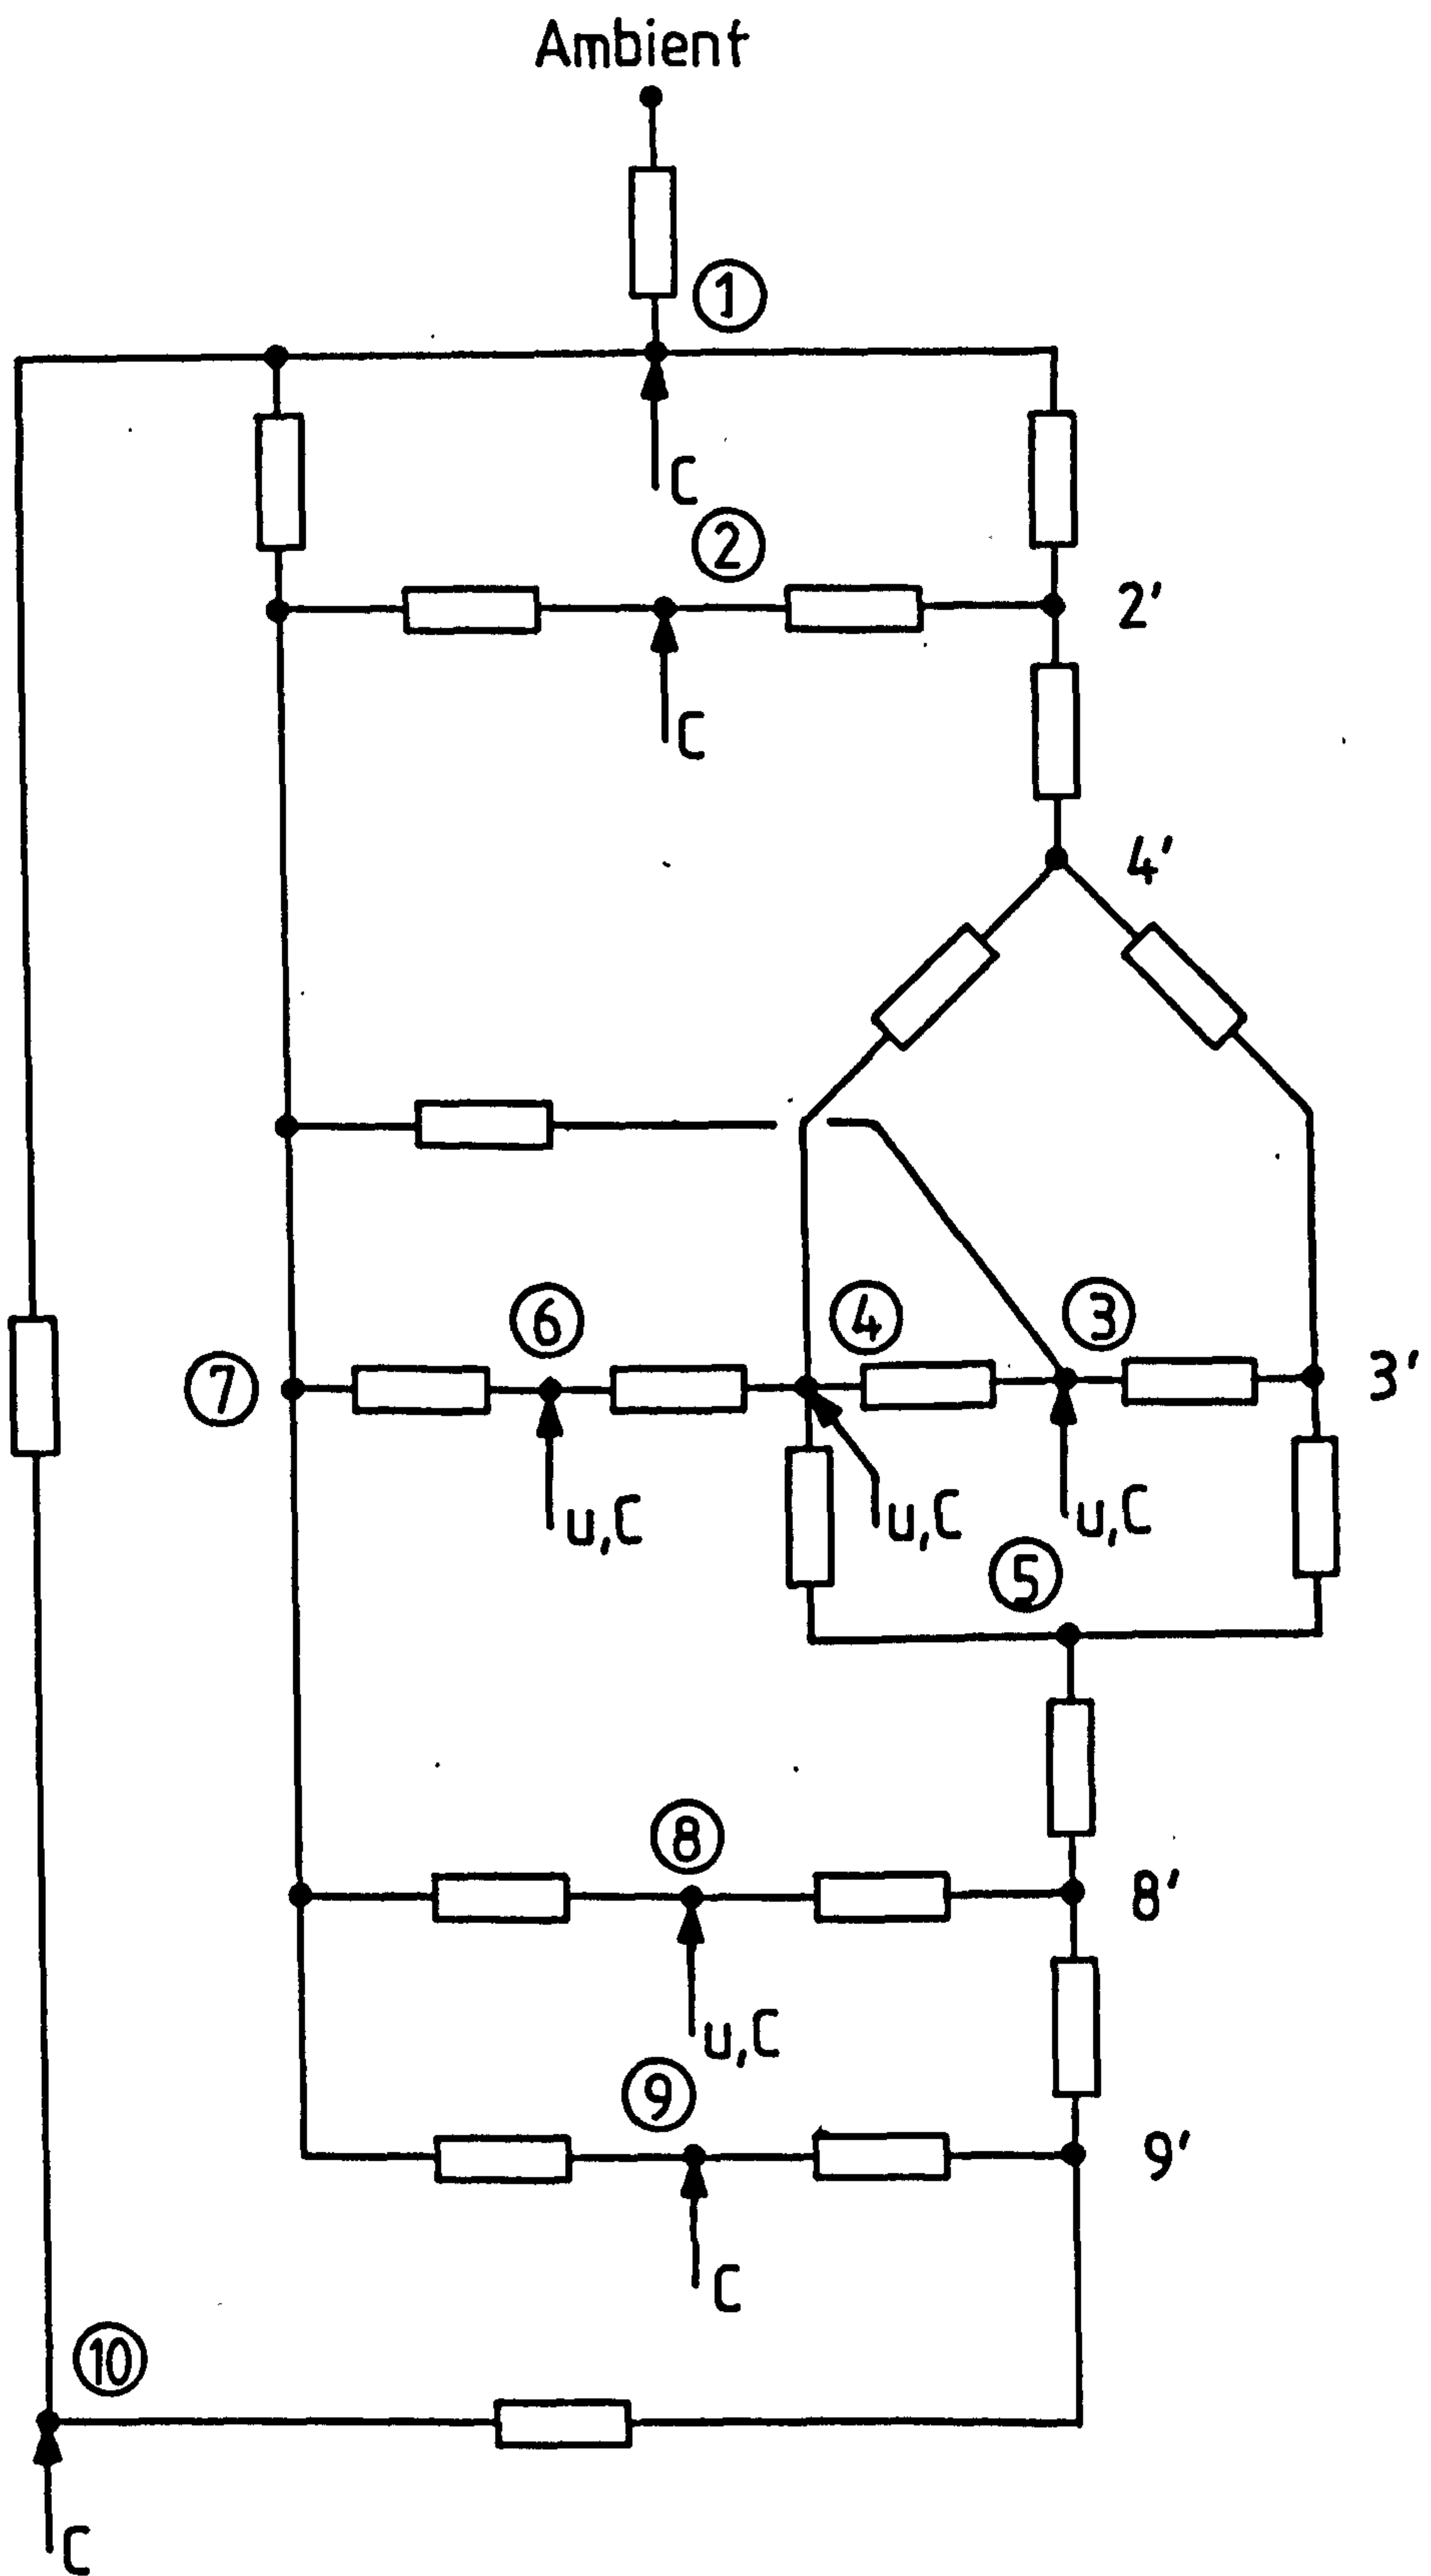 Ambient
①
C
②
2'
C
4'
③
④
⑥
3'
⑦
u,C
u,C
u,C
⑤
⑧
8'
u,C
⑨
9'
C
⑩
C